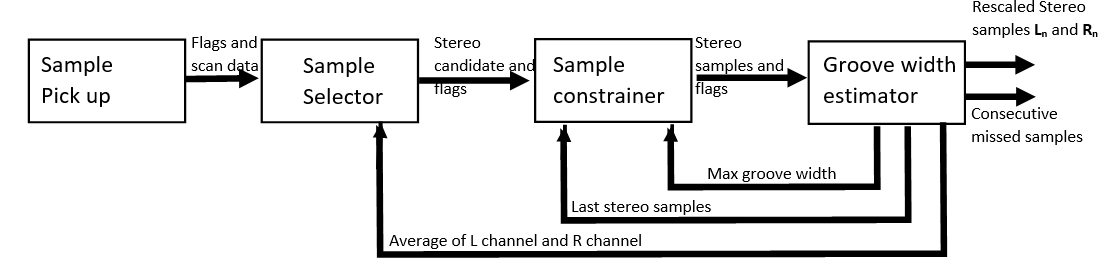 Sample
Pick up
Flags and
scan data
Sample
Selector
Stereo
candidate and
flags
Sample
constrainer
Stereo
samples and
flags
Groove width
estimator
Rescaled Stereo
samples Lₙ and Rₙ
Consecutive
missed samples
Max groove width
Last stereo samples
Average of L channel and R channel